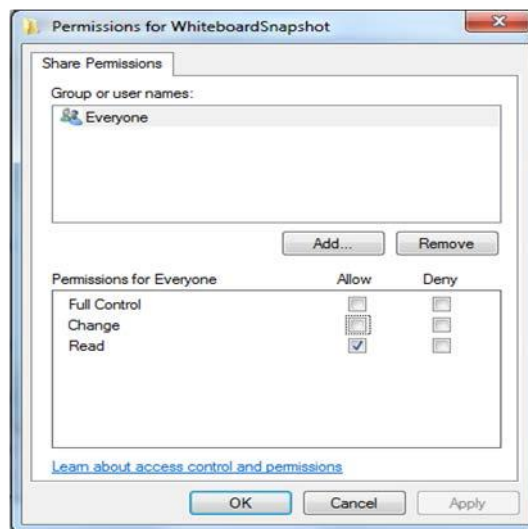 Permissions for WhiteboardSnapshot
Share Permissions
Group or user names:
Everyone
Add... Remove
Permissions for Everyone Allow Deny
Full Control
Change
Read
Learn about access control and permissions
OK Cancel Apply